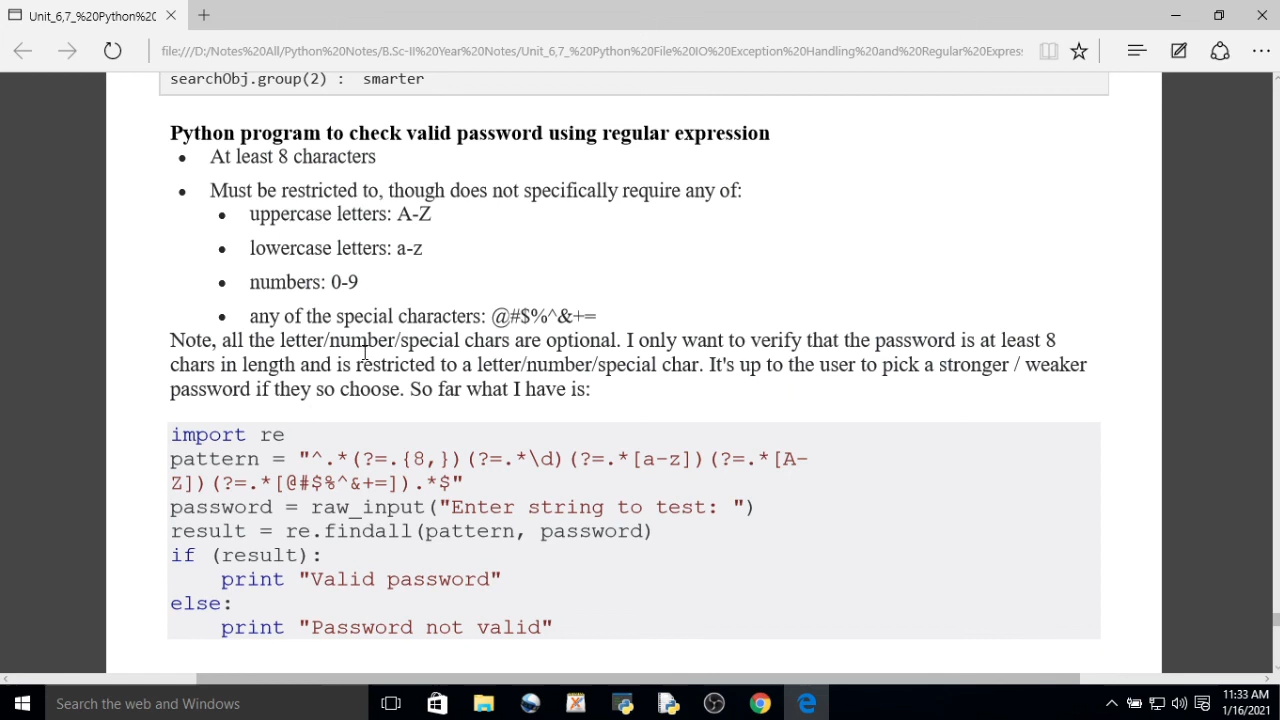 Unit_6,7_ Python%20
file:///D:/Notes%20All/Python%20Notes/B.Sc-II%20Year%20Notes/Unit_6,7_%20Python%20File%20IO%20Exception%20Handling%20and%20Regular%20Express
searchObj.group(2) :  smarter
Python program to check valid password using regular expression
• At least 8 characters
• Must be restricted to, though does not specifically require any of:
• uppercase letters: A-Z
• lowercase letters: a-z
• numbers: 0-9
• any of the special characters: @#$%^&+=
Note, all the letter/number/special chars are optional. I only want to verify that the password is at least 8
chars in length and is restricted to a letter/number/special char. It's up to the user to pick a stronger / weaker
password if they so choose. So far what I have is:
import re
pattern = "^.*(?=.{8,})(?=.*\d)(?=.*[a-z])(?=.*[A-
Z])(?=.*[@#$%^&+=]).*$"
password = raw_input("Enter string to test: ")
result = re.findall(pattern, password)
if (result):
    print "Valid password"
else:
    print "Password not valid"
Search the web and Windows
11:33 AM
1/16/2021